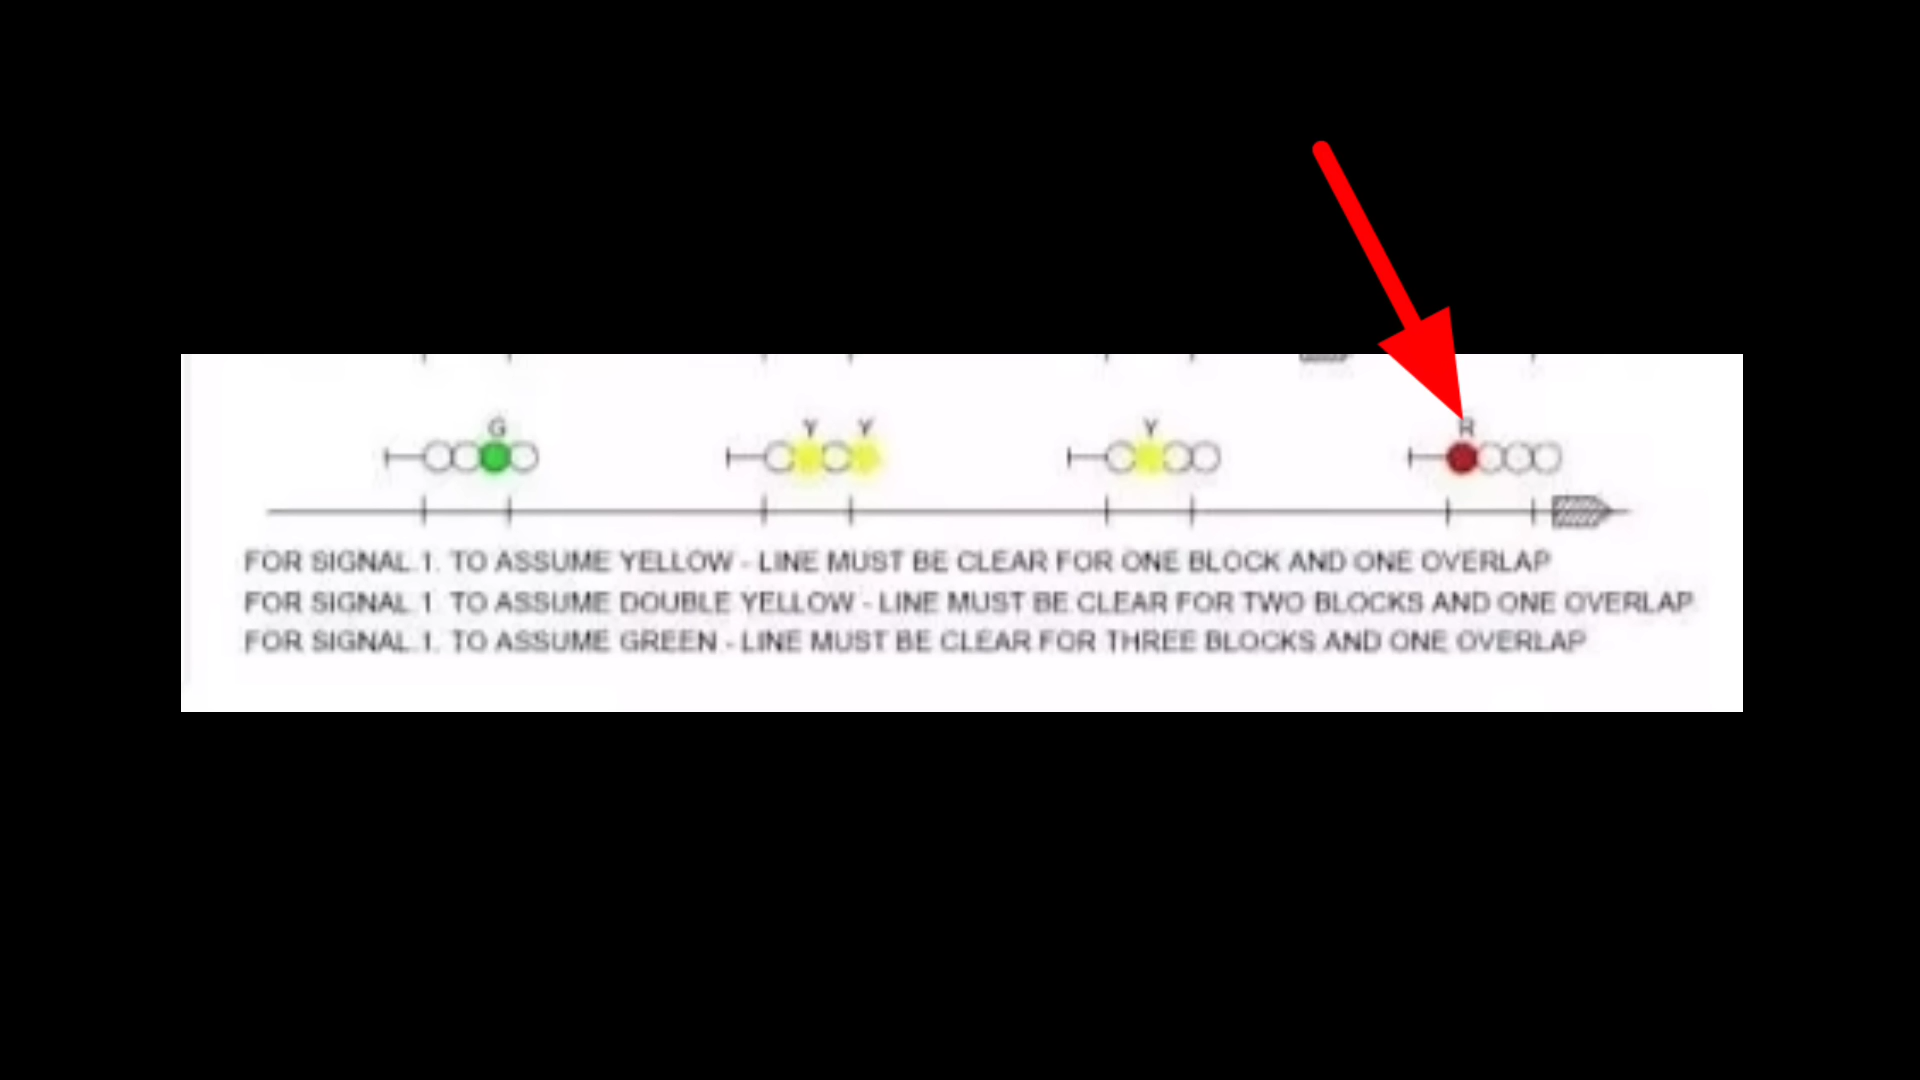 G Y Y Y R
FOR SIGNAL.1. TO ASSUME YELLOW - LINE MUST BE CLEAR FOR ONE BLOCK AND ONE OVERLAP
FOR SIGNAL.1. TO ASSUME DOUBLE YELLOW - LINE MUST BE CLEAR FOR TWO BLOCKS AND ONE OVERLAP.
FOR SIGNAL.1. TO ASSUME GREEN - LINE MUST BE CLEAR FOR THREE BLOCKS AND ONE OVERLAP